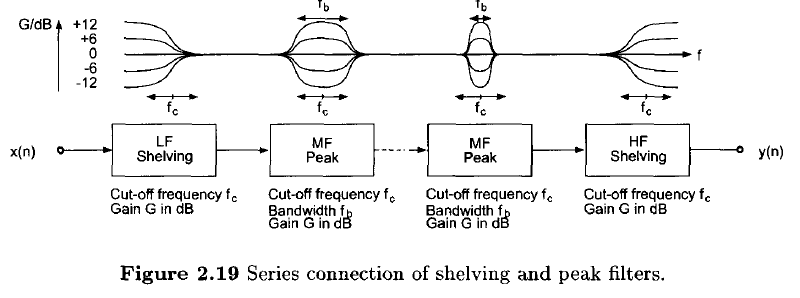 G/dB
+12
+6
0
-6
-12
f_b
f_b
f
f_c
f_c
f_c
f_c
x(n)
LF
Shelving
MF
Peak
MF
Peak
HF
Shelving
y(n)
Cut-off frequency f_c
Gain G in dB
Cut-off frequency f_c
Bandwidth f_b
Gain G in dB
Cut-off frequency f_c
Bandwidth f_b
Gain G in dB
Cut-off frequency f_c
Gain G in dB
Figure 2.19 Series connection of shelving and peak filters.